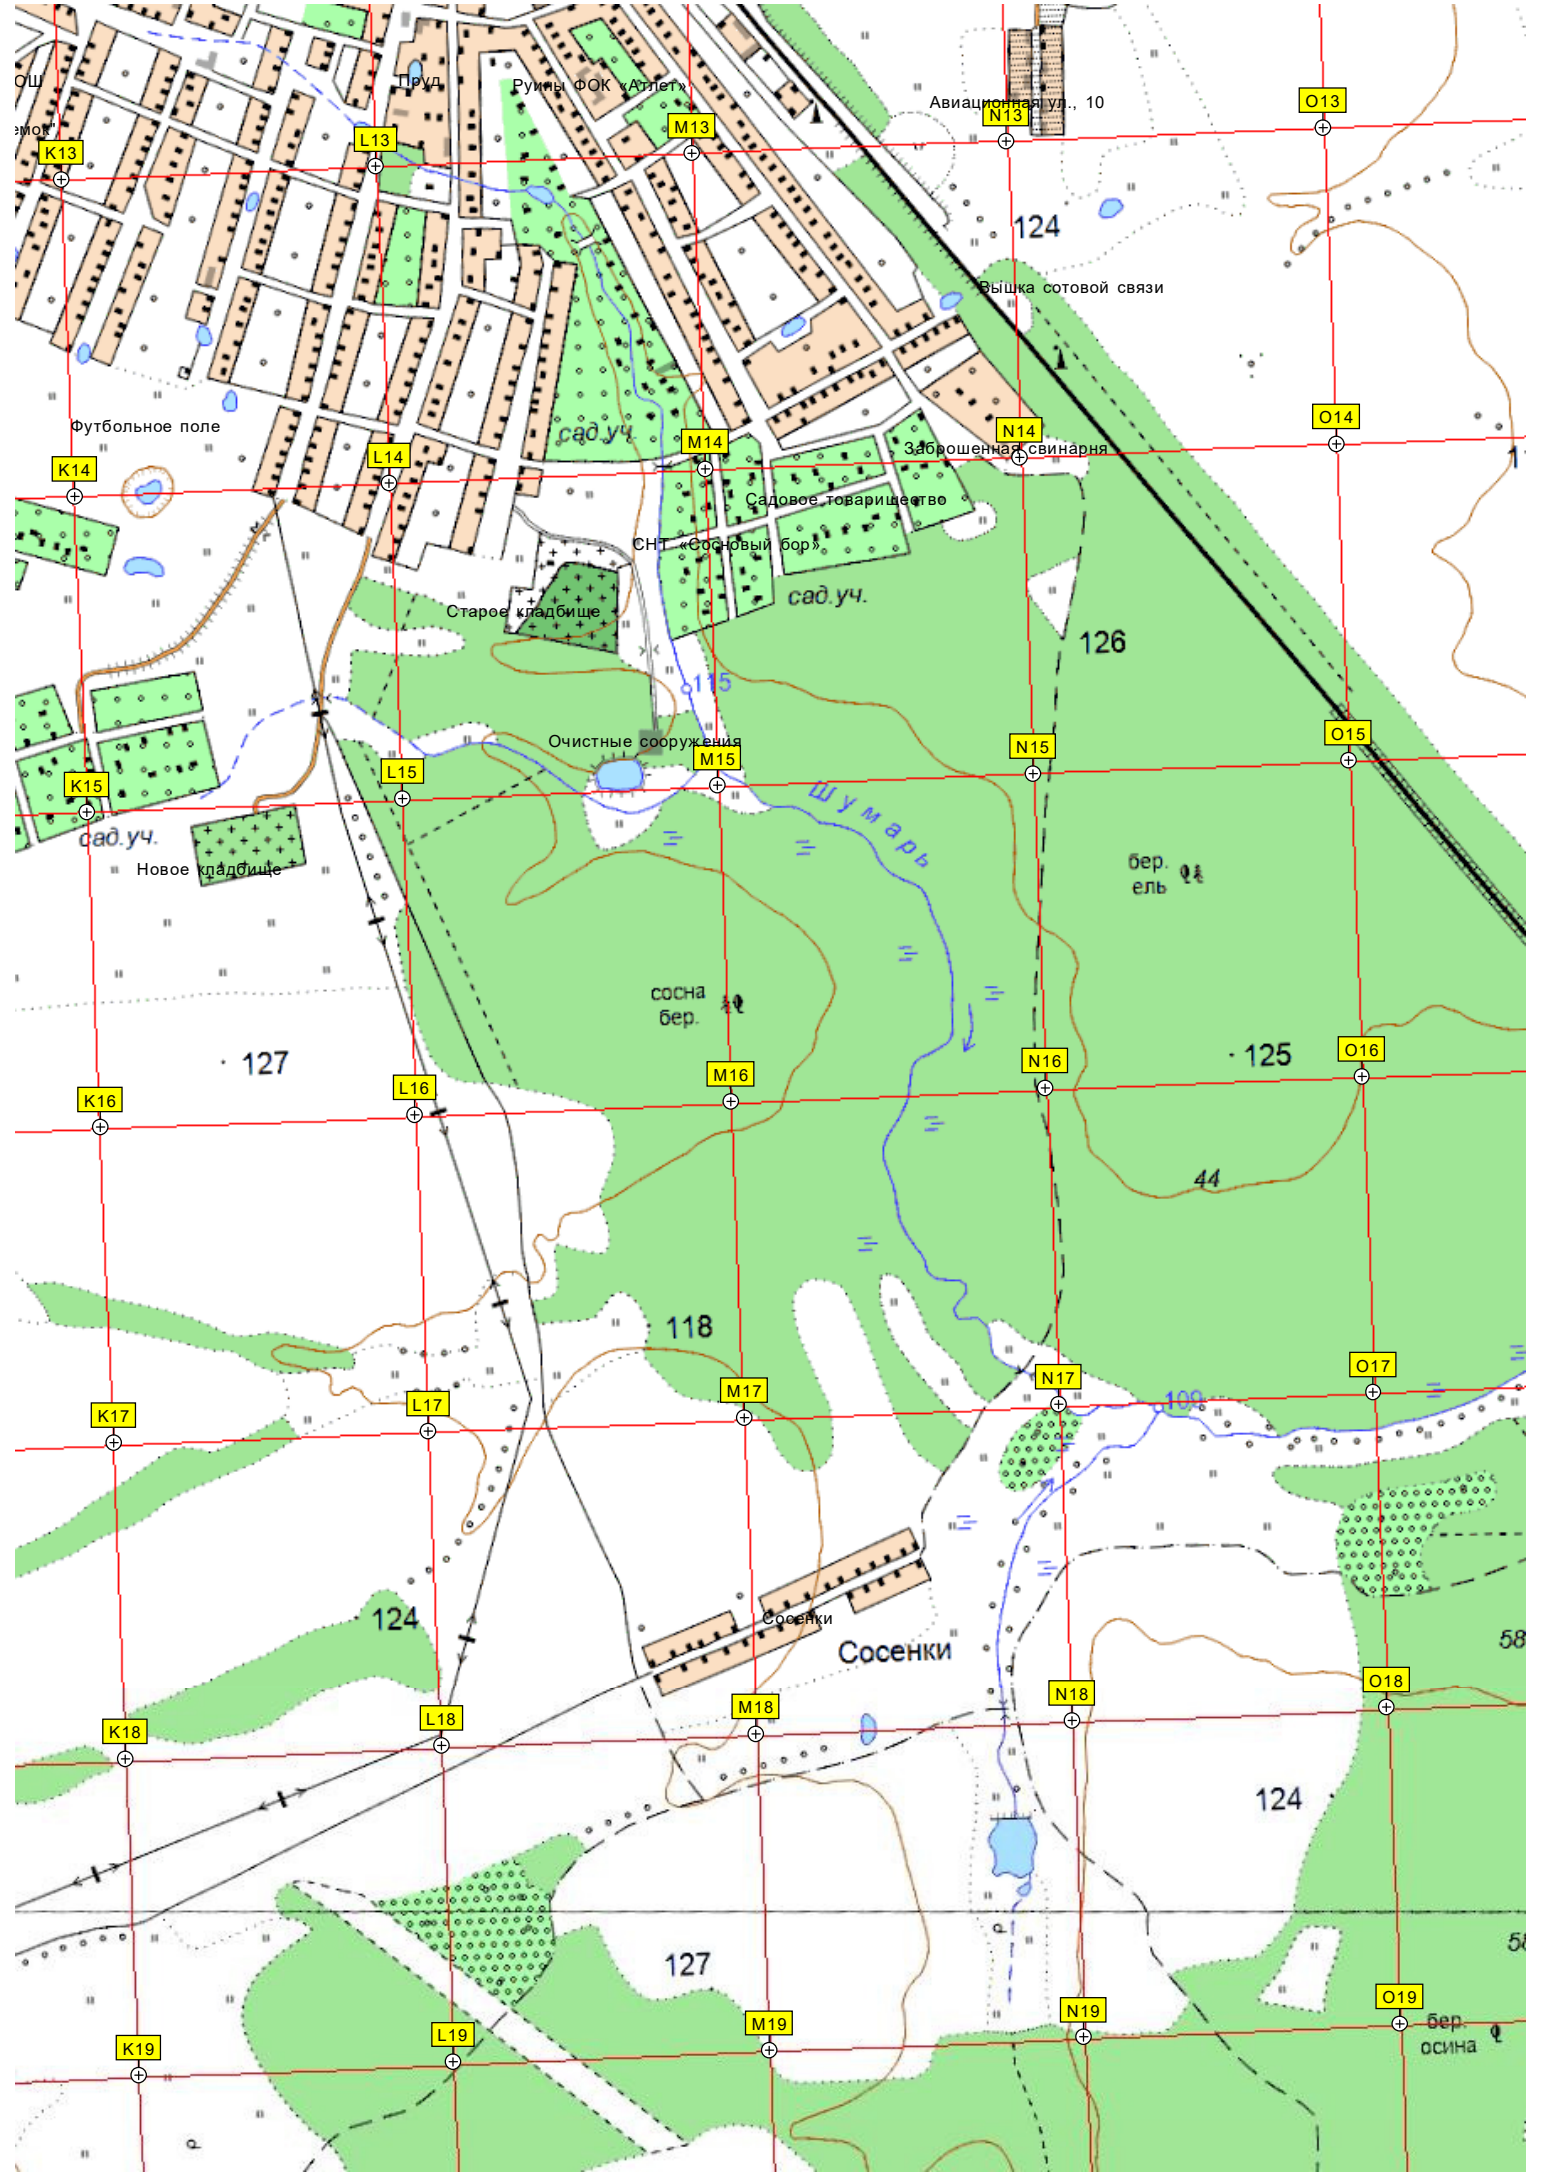 ОШ
Пруд
Руины ФОК «Атлет»
Авиационная ул., 10
O13
N13
M13
L13
K13
емок"
124
Вышка сотовой связи
Футбольное поле
сад.уч.
O14
N14
M14
L14
K14
Заброшенная свинарня
Садовое товарищество
СНТ «Сосновый бор»
Старое кладбище
сад.уч.
126
115
Очистные сооружения
O15
N15
M15
L15
K15
Шумарь
сад.уч.
Новое кладбище
бер.
ель
сосна
бер.
127
125
O16
N16
M16
L16
K16
44
118
O17
N17
M17
L17
K17
109
124
Сосенки
Сосенки
58
O18
N18
M18
L18
K18
124
р
127
58
O19
N19
M19
L19
K19
бер.
осина
р